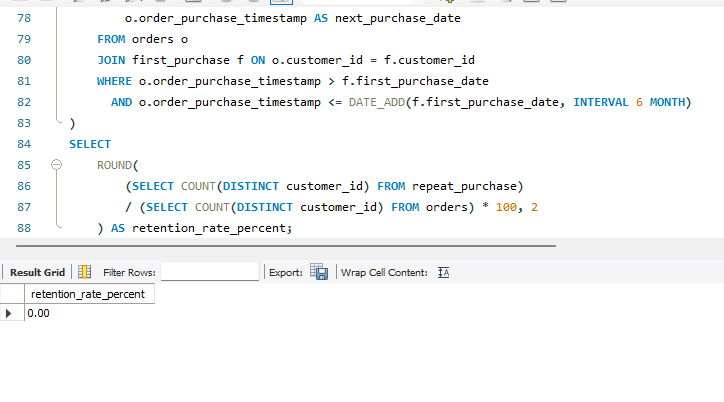 78 o.order_purchase_timestamp AS next_purchase_date
79 FROM orders o
80 JOIN first_purchase f ON o.customer_id = f.customer_id
81 WHERE o.order_purchase_timestamp > f.first_purchase_date
82 AND o.order_purchase_timestamp <= DATE_ADD(f.first_purchase_date, INTERVAL 6 MONTH)
83 )
84 SELECT
85 ROUND(
86 (SELECT COUNT(DISTINCT customer_id) FROM repeat_purchase)
87 / (SELECT COUNT(DISTINCT customer_id) FROM orders) * 100, 2
88 ) AS retention_rate_percent;
Result Grid Filter Rows: Export: Wrap Cell Content: IA
retention_rate_percent
0.00